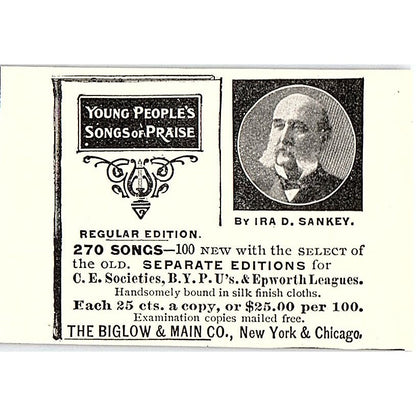 YOUNG PEOPLE'S
SONGS OF PRAISE
BY IRA D. SANKEY.
REGULAR EDITION.
270 SONGS—100 NEW with the SELECT of
the OLD. SEPARATE EDITIONS for
C. E. Societies, B. Y. P. U's. & Epworth Leagues.
Handsomely bound in silk finish cloths.
Each 25 cts. a copy, or $25.00 per 100.
Examination copies mailed free.
THE BIGLOW & MAIN CO., New York & Chicago.